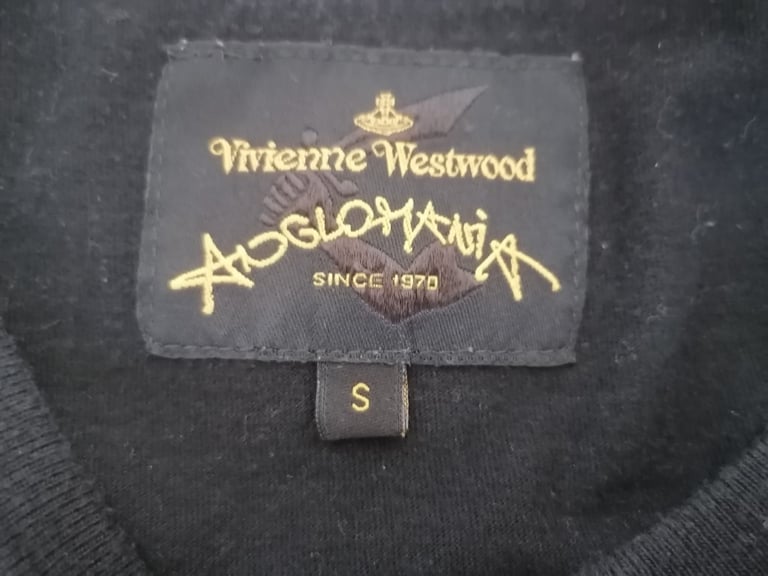 Vivienne Westwood
ANGLOMANIA
SINCE 1970
S